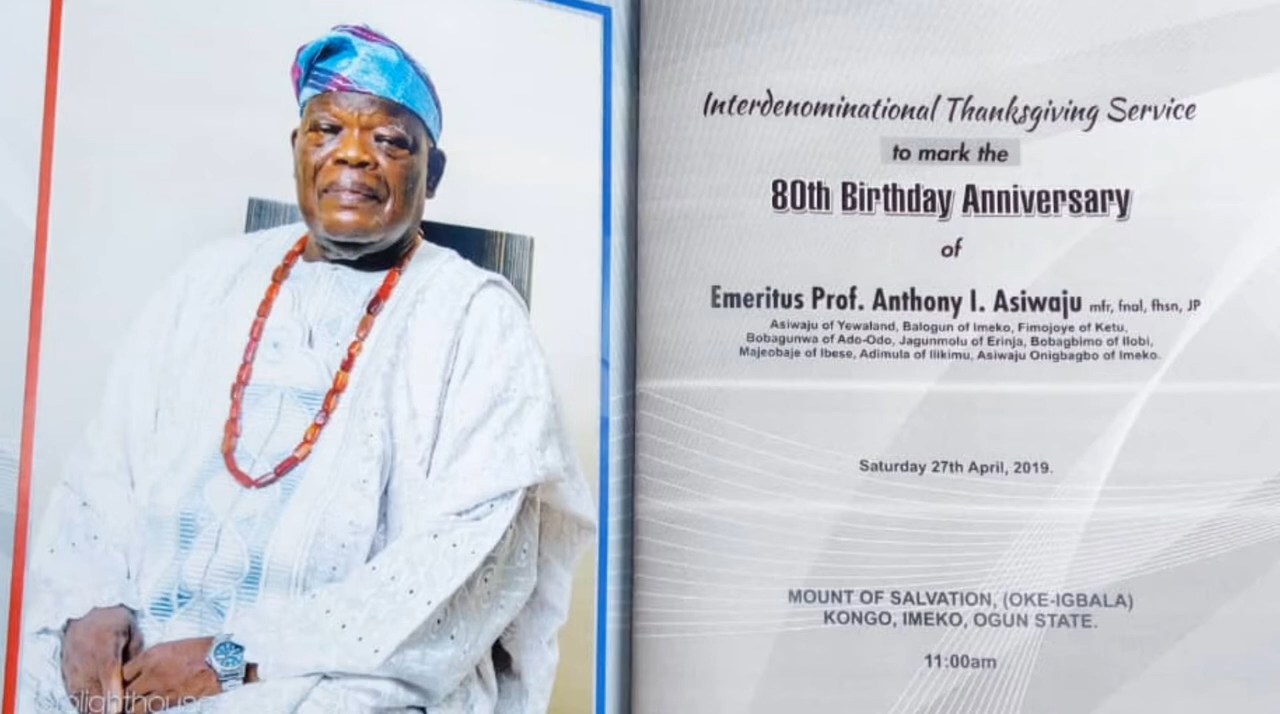 Interdenominational Thanksgiving Service
to mark the
80th Birthday Anniversary
of
Emeritus Prof. Anthony I. Asiwaju mfr, fnal, fhsn, JP
Asiwaju of Yewaland, Balogun of Imeko, Fimojoye of Ketu,
Bobagunwa of Ado-Odo, Jagunmolu of Erinja, Bobagbimo of Ilobi,
Majeobaje of Ibese, Adimula of Ilikimu, Asiwaju Onigbagbo of Imeko.
Saturday 27th April, 2019.
MOUNT OF SALVATION, (OKE-IGBALA)
KONGO, IMEKO, OGUN STATE.
11:00am